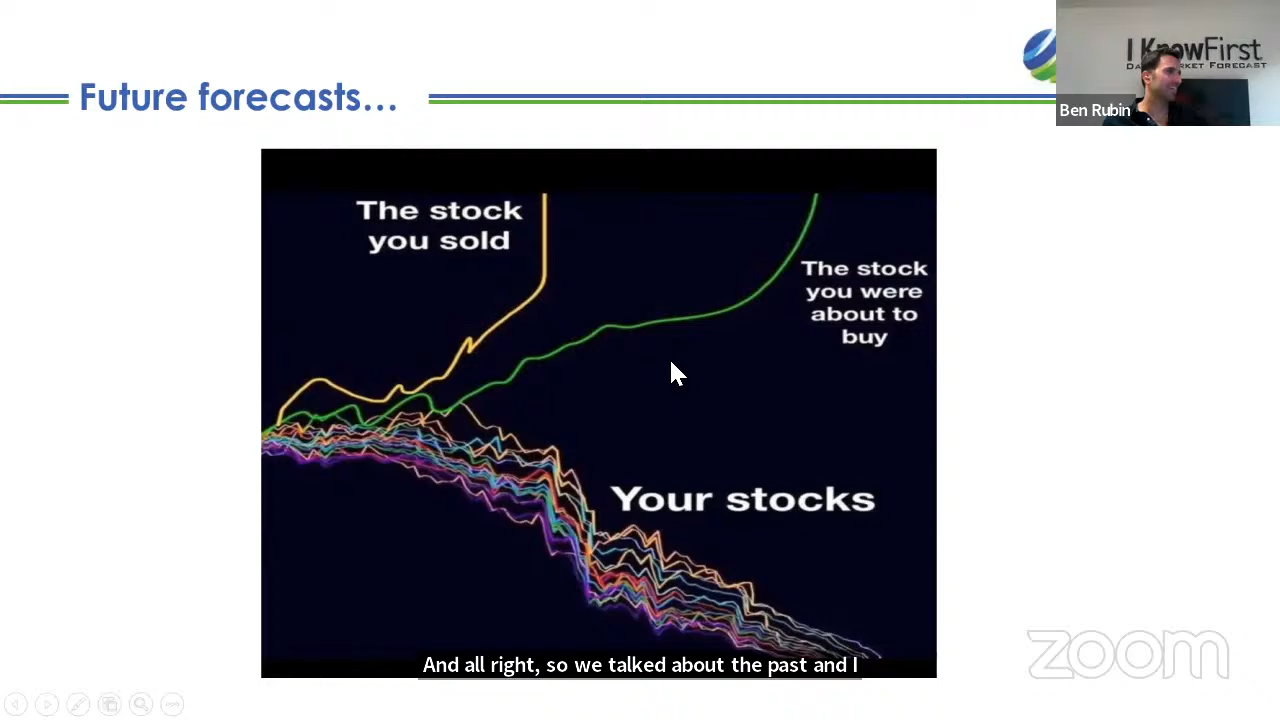 Future forecasts...
I KnowFirst
Ben Rubin
The stock
you sold
The stock
you were
about to
buy
Your stocks
And all right, so we talked about the past and I
zoom